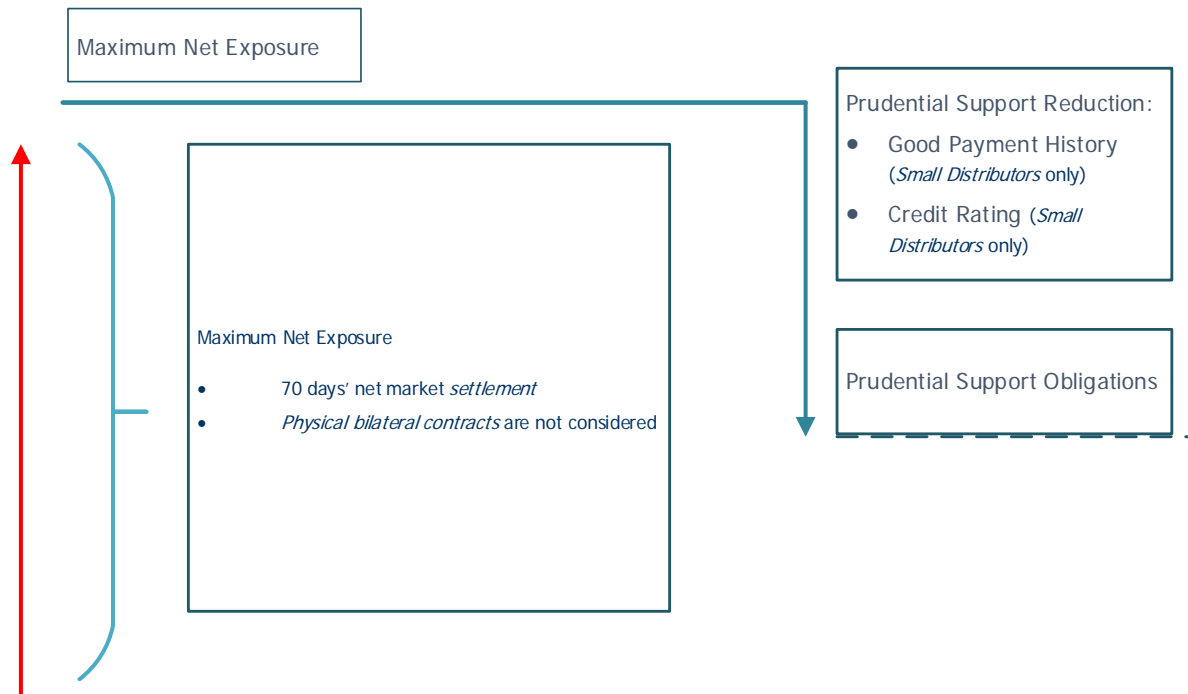 Maximum Net Exposure
Prudential Support Reduction:
• Good Payment History
(Small Distributors only)
• Credit Rating (Small
Distributors only)
Maximum Net Exposure
• 70 days’ net market settlement
• Physical bilateral contracts are not considered
Prudential Support Obligations